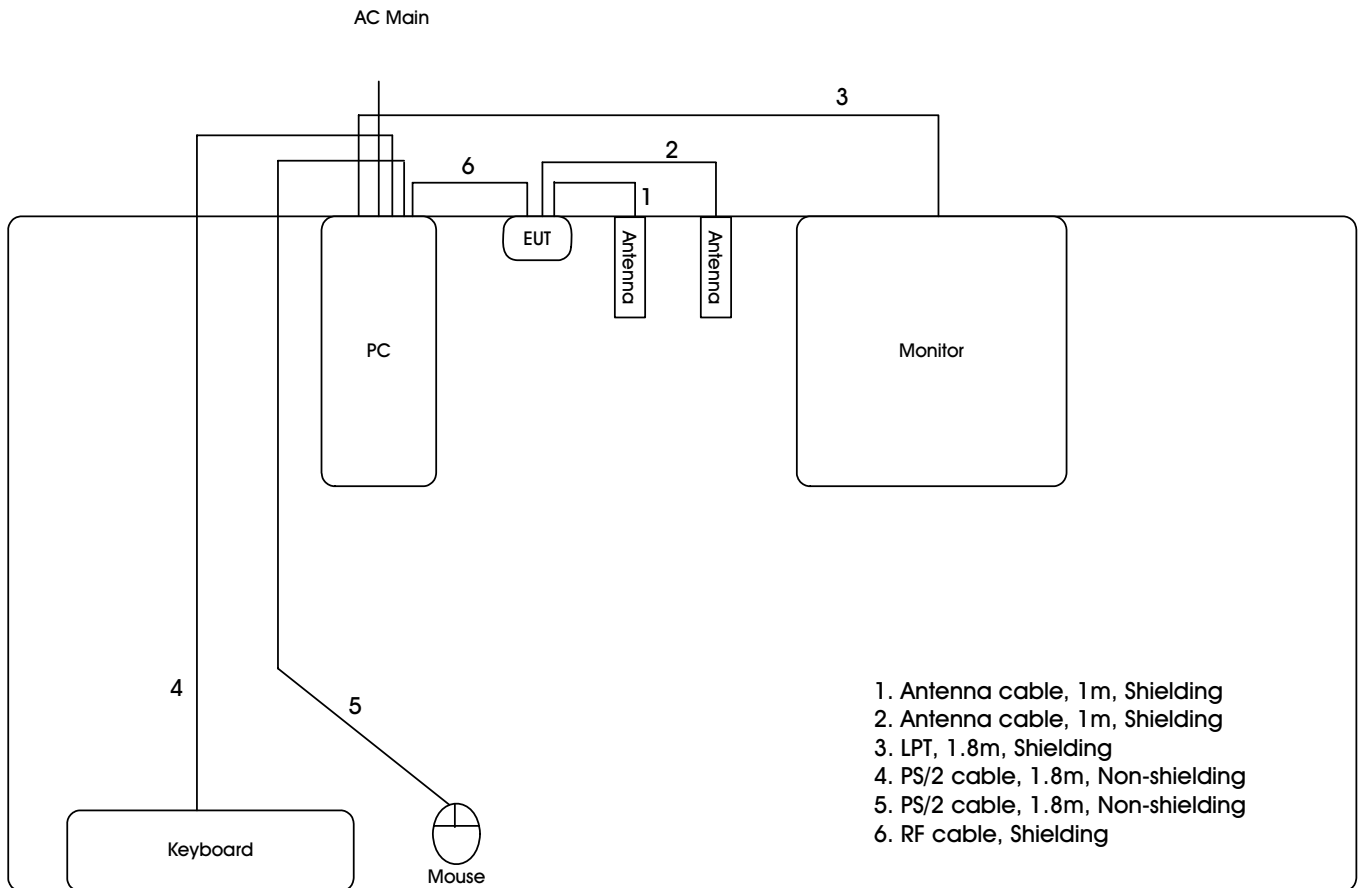 AC Main
3
2
6
1
EUT
Antenna
Antenna
PC
Monitor
4
5
1. Antenna cable, 1m, Shielding
2. Antenna cable, 1m, Shielding
3. LPT, 1.8m, Shielding
4. PS/2 cable, 1.8m, Non-shielding
5. PS/2 cable, 1.8m, Non-shielding
6. RF cable, Shielding
Keyboard
Mouse